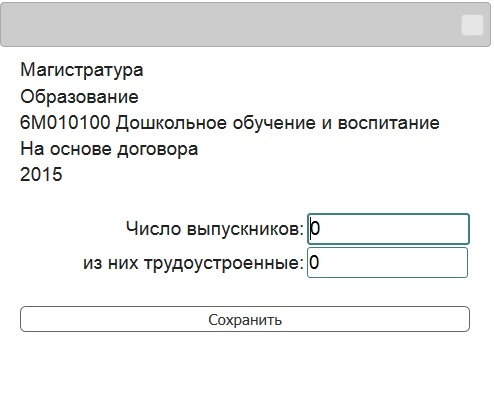 Магистратура
Образование
6М010100 Дошкольное обучение и воспитание
На основе договора
2015
Число выпускников: 0
из них трудоустроенные: 0
Сохранить